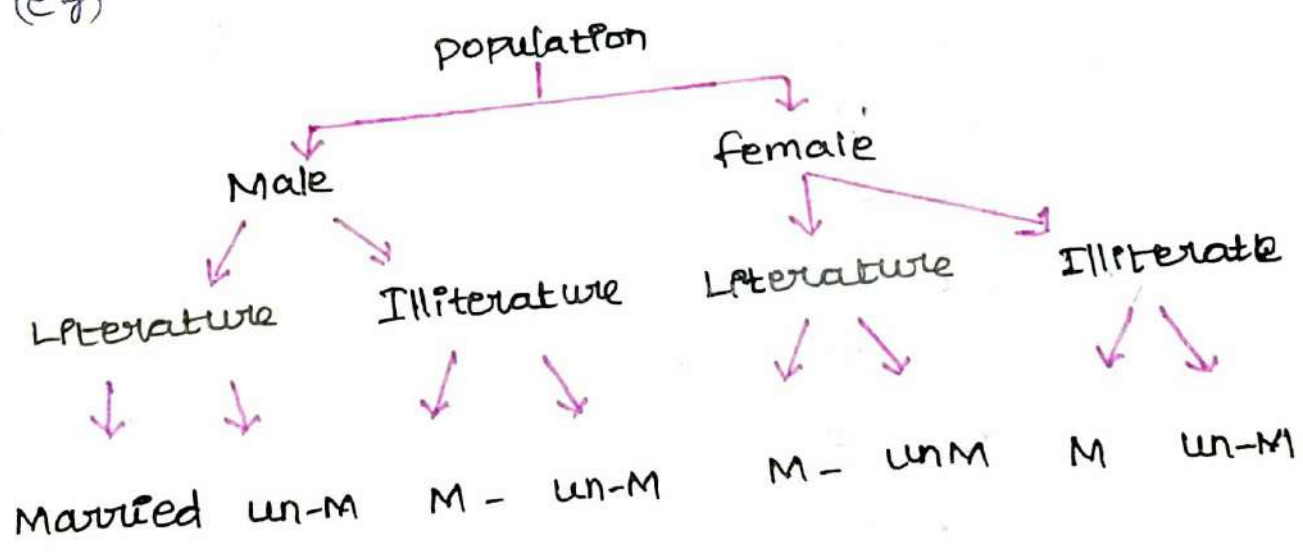 (Eg)
population
Male female
Literature Illiterature Literature Illiterate
Married un-M M - un-M M - unM M un-M